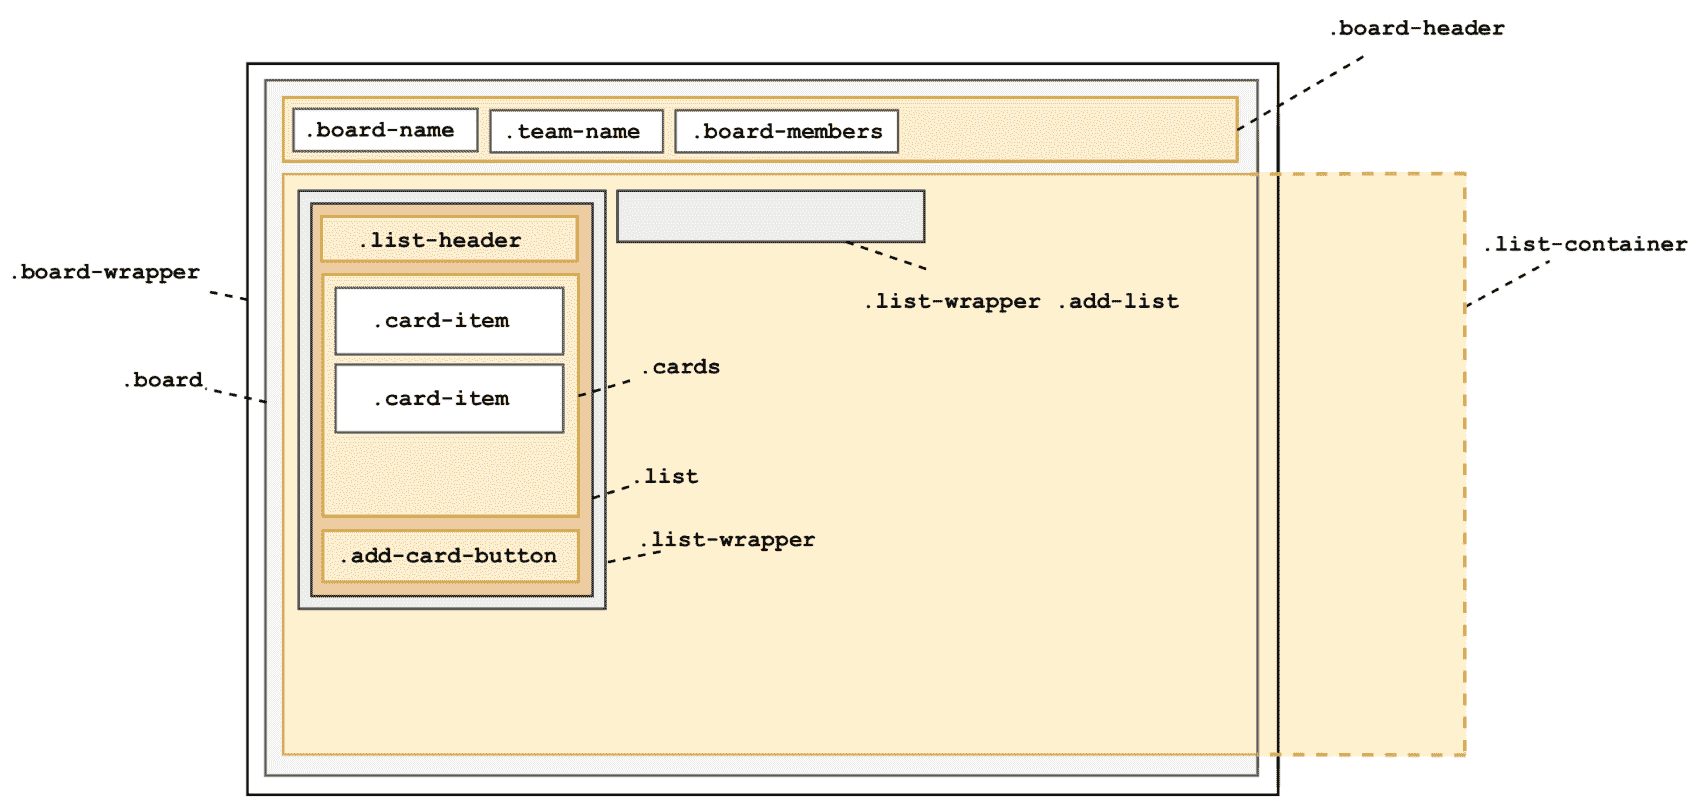 .board-header
.board-name .team-name .board-members
.list-header
.list-container
.board-wrapper
.list-wrapper .add-list
.card-item
.cards
.board
.card-item
.list
.list-wrapper
.add-card-button